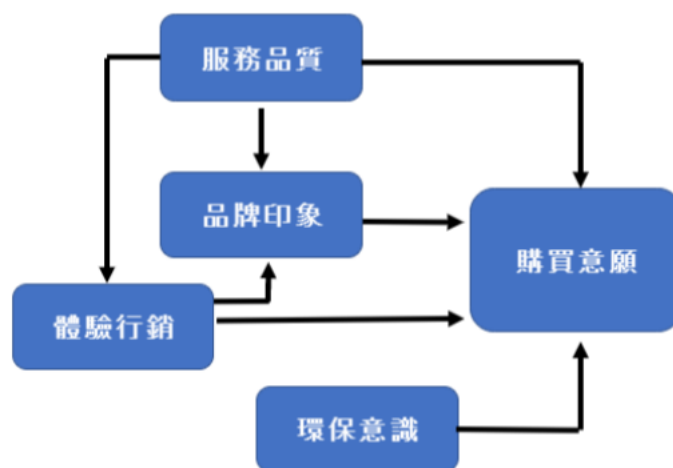 服務品質
品牌印象
購買意願
體驗行銷
環保意識